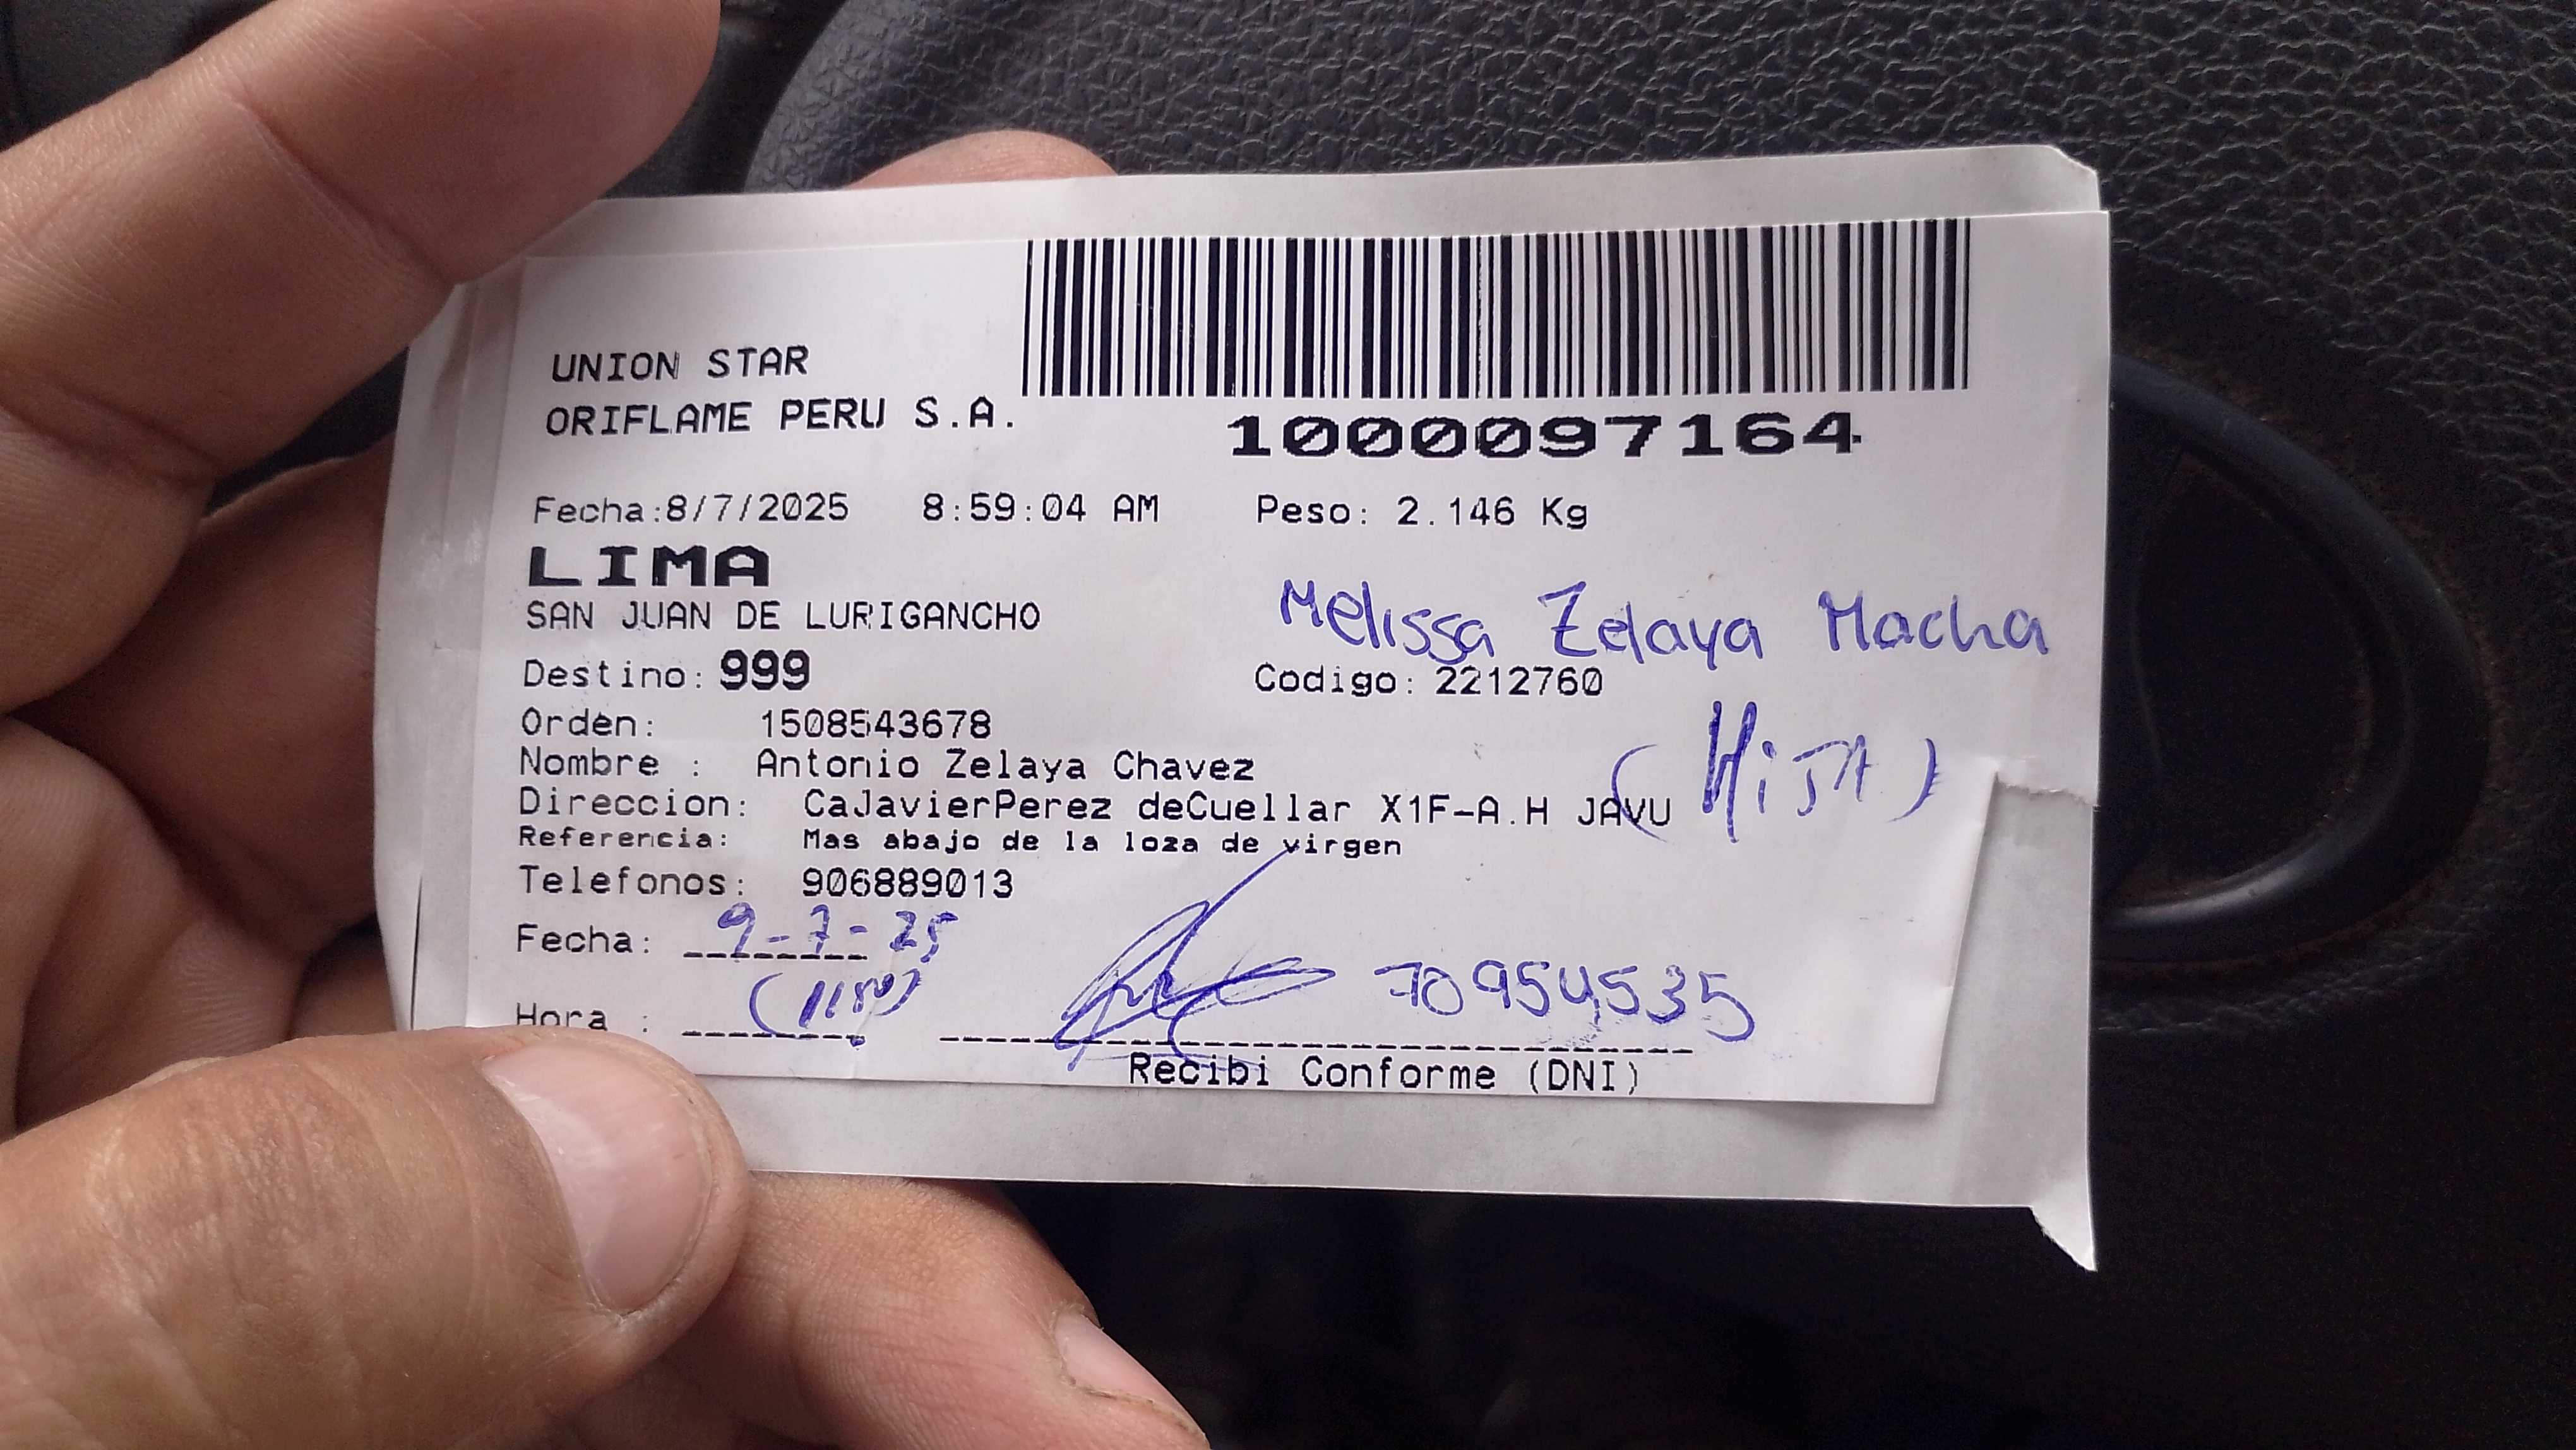 UNION STAR
ORIFLAME PERU S.A.
1000097164
Fecha:8/7/2025 8:59:04 AM Peso: 2.146 Kg
LIMA
SAN JUAN DE LURIGANCHO
Melissa Zelaya Macha
Destino: 999 Codigo: 2212760
(HiJA)
Orden: 1508543678
Nombre : Antonio Zelaya Chavez
Direccion: CaJavierPerez deCuellar X1F-A.H JAVU
Referencia: Mas abajo de la loza de virgen
Telefonos: 906889013
Fecha: 9-7-25
Hora :
70954535
Recibi Conforme (DNI)